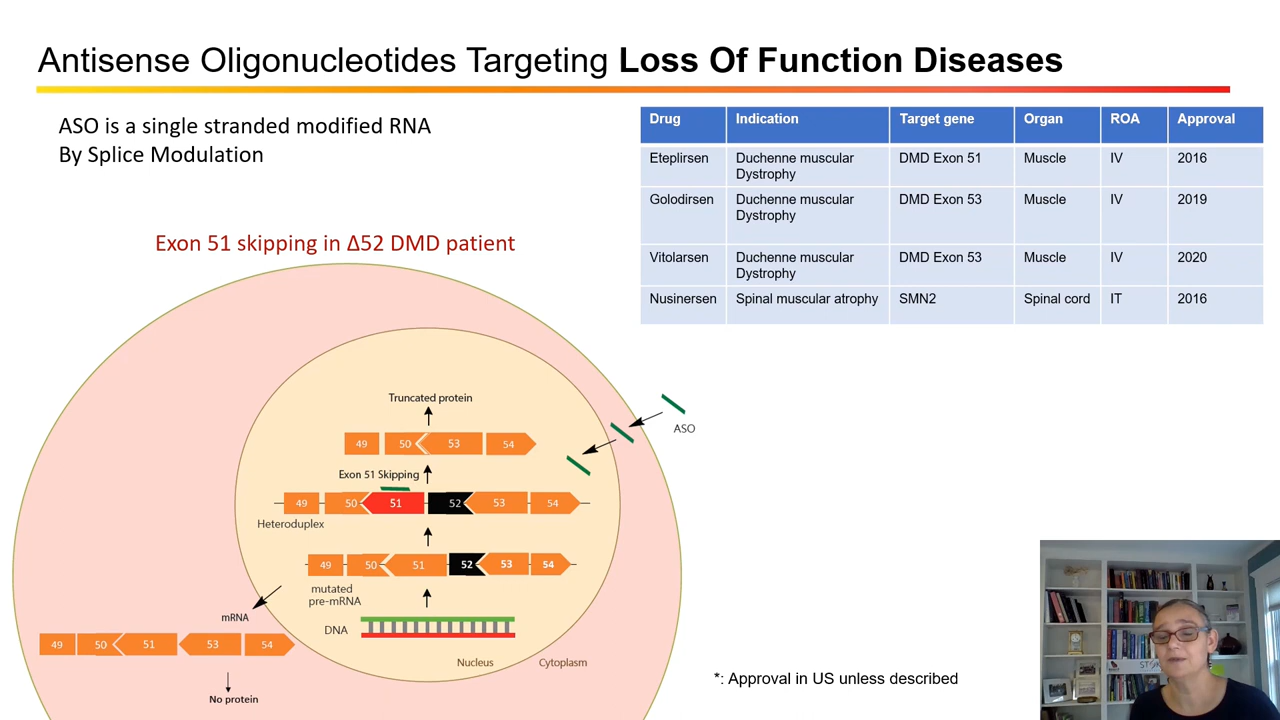 Antisense Oligonucleotides Targeting Loss Of Function Diseases
ASO is a single stranded modified RNA
By Splice Modulation
Drug Indication Target gene Organ ROA Approval
Eteplirsen Duchenne muscular Dystrophy DMD Exon 51 Muscle IV 2016
Golodirsen Duchenne muscular Dystrophy DMD Exon 53 Muscle IV 2019
Vitolarsen Duchenne muscular Dystrophy DMD Exon 53 Muscle IV 2020
Nusinersen Spinal muscular atrophy SMN2 Spinal cord IT 2016
Exon 51 skipping in Δ52 DMD patient
Truncated protein
ASO
49 50 53 54
Exon 51 Skipping
49 50 51 52 53 54
Heteroduplex
49 50 51 52 53 54
mutated
pre-mRNA
mRNA
DNA
49 50 51 53 54
Nucleus
Cytoplasm
No protein
*: Approval in US unless described